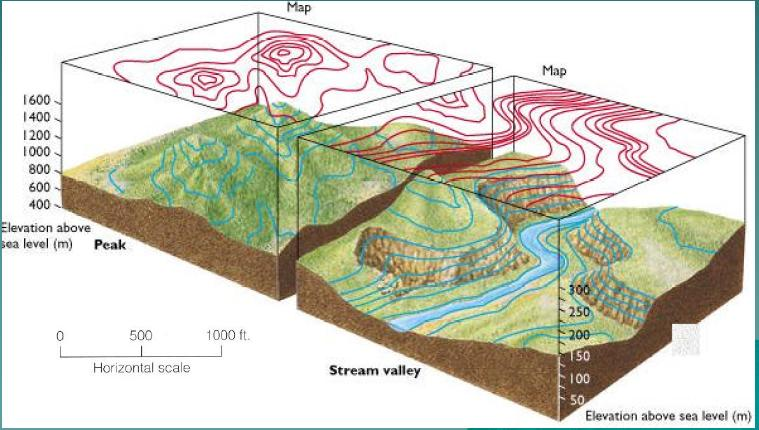 Map
Map
1600
1400
1200
1000
800
600
400
Elevation above
sea level (m)
Peak
0 500 1000 ft.
Horizontal scale
Stream valley
300
250
200
150
100
50
Elevation above sea level (m)